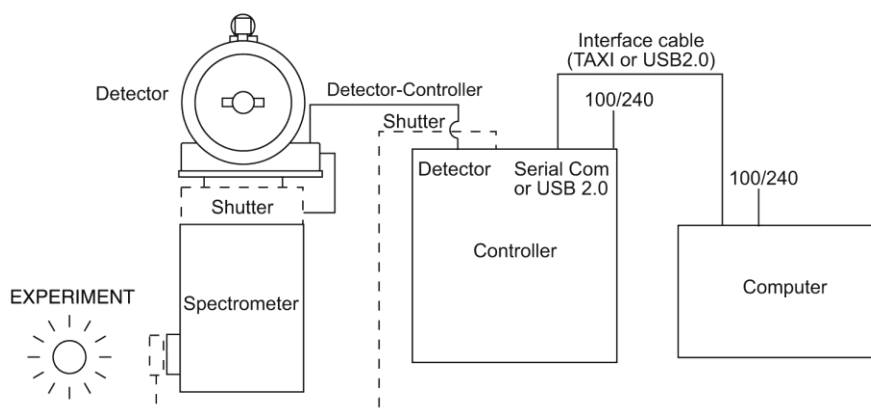 Interface cable
(TAXI or USB2.0)
Detector
Detector-Controller
100/240
Shutter
Detector
Serial Com
or USB 2.0
100/240
Shutter
Controller
EXPERIMENT
Spectrometer
Computer